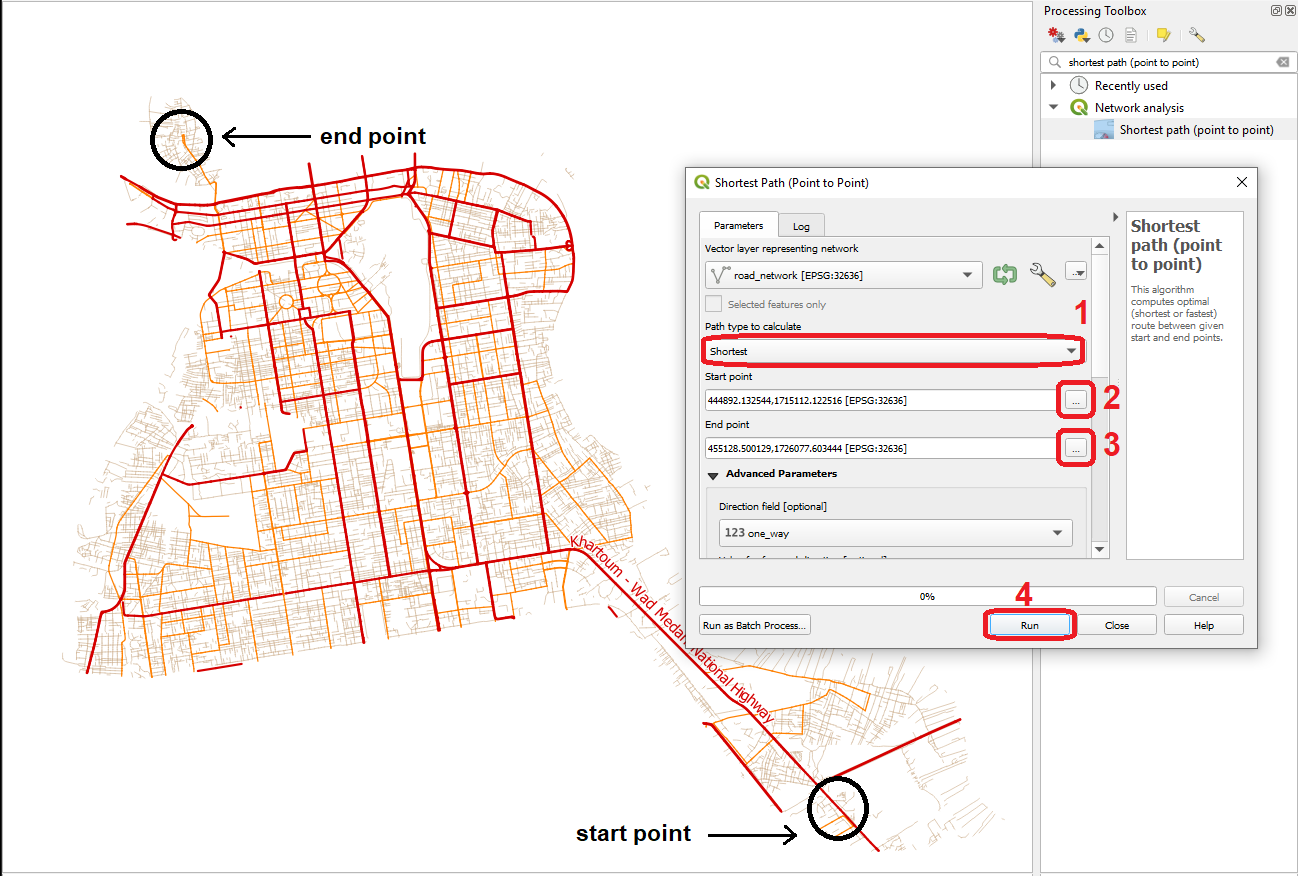 Processing Toolbox
shortest path (point to point)
Recently used
Network analysis
Shortest path (point to point)
end point
Shortest Path (Point to Point)
Parameters
Log
Vector layer representing network
road_network [EPSG:32636]
Selected features only
1
Path type to calculate
Shortest
Start point
444892.132544,1715112.122516 [EPSG:32636]
...
2
End point
455128.500129,1726077.603444 [EPSG:32636]
...
3
Advanced Parameters
Direction field [optional]
123 one_way
Shortest
path (point
to point)
This algorithm
computes optimal
(shortest or fastest)
route between given
start and end points.
0%
Cancel
4
Run as Batch Process...
Run
Close
Help
Khartoum - Wad Medani National Highway
start point